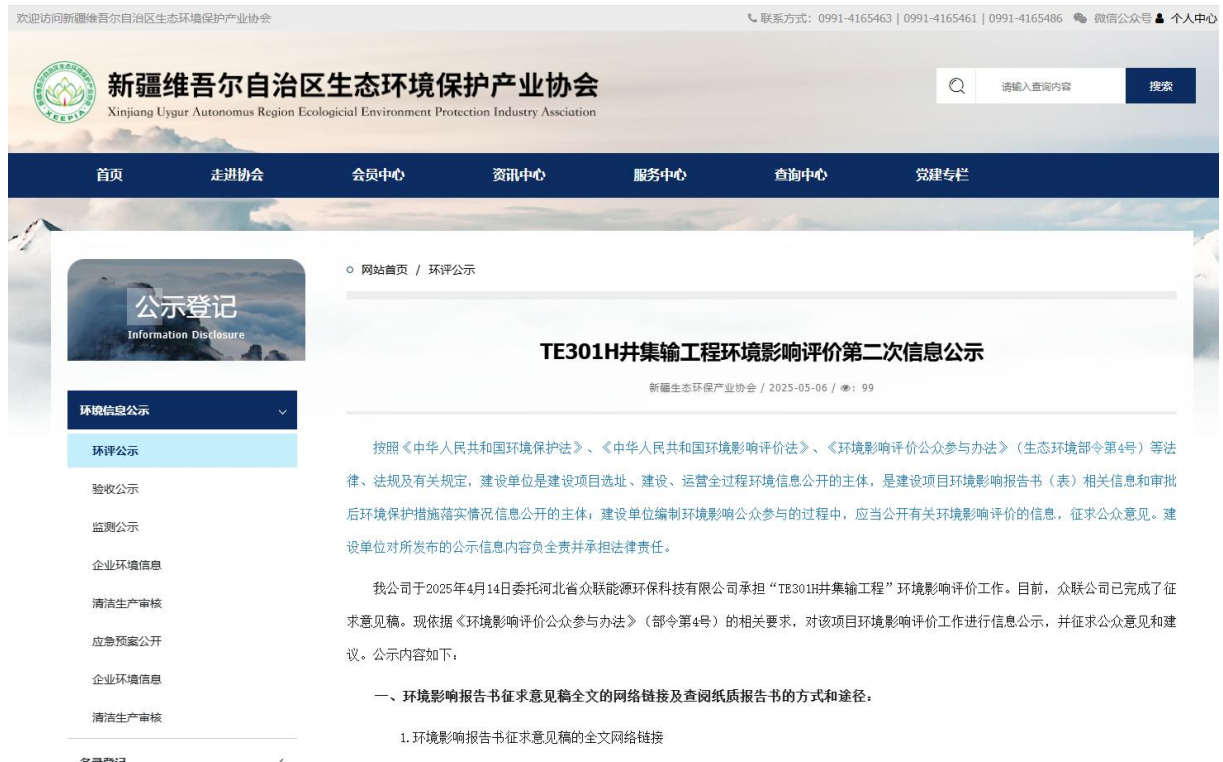 欢迎访问新疆维吾尔自治区生态环境保护产业协会
联系方式：0991-4165463 | 0991-4165461 | 0991-4165486 微信公众号 个人中心
新疆维吾尔自治区生态环境保护产业协会
Xinjiang Uygur Autonomus Region Ecologicial Environment Protection Industry Assciation
XEEPIA
请输入查询内容 搜索
首页 走进协会 会员中心 资讯中心 服务中心 查询中心 党建专栏
公示登记
Information Disclosure
环境信息公示
环评公示
验收公示
监测公示
企业环境信息
清洁生产审核
应急预案公开
企业环境信息
清洁生产审核
网站首页 / 环评公示
TE301H井集输工程环境影响评价第二次信息公示
新疆生态环保产业协会 / 2025-05-06 / : 99
按照《中华人民共和国环境保护法》、《中华人民共和国环境影响评价法》、《环境影响评价公众参与办法》（生态环境部令第4号）等法
律、法规及有关规定，建设单位是建设项目选址、建设、运营全过程环境信息公开的主体，是建设项目环境影响报告书（表）相关信息和审批
后环境保护措施落实情况信息公开的主体；建设单位编制环境影响公众参与的过程中，应当公开有关环境影响评价的信息，征求公众意见。建
设单位对所发布的公示信息内容负全责并承担法律责任。
我公司于2025年4月14日委托河北省众联能源环保科技有限公司承担“TE301H井集输工程”环境影响评价工作。目前，众联公司已完成了征
求意见稿。现依据《环境影响评价公众参与办法》（部令第4号）的相关要求，对该项目环境影响评价工作进行信息公示，并征求公众意见和建
议。公示内容如下：
一、环境影响报告书征求意见稿全文的网络链接及查阅纸质报告书的方式和途径：
1.环境影响报告书征求意见稿的全文网络链接